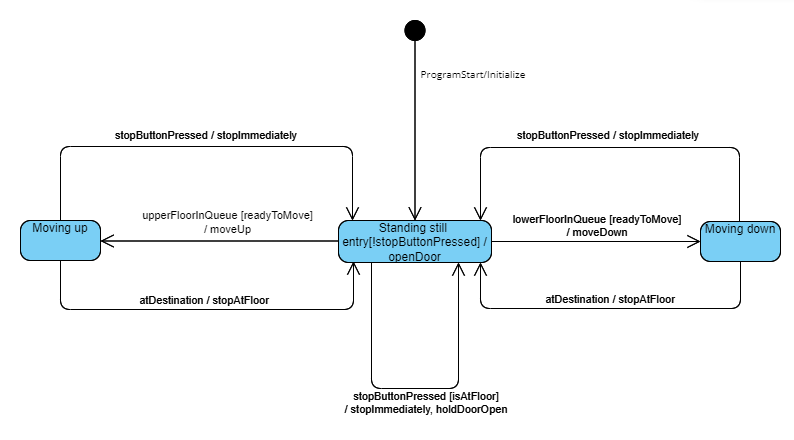 ProgramStart/Initialize
stopButtonPressed / stopImmediately
stopButtonPressed / stopImmediately
upperFloorInQueue [readyToMove]
/ moveUp
lowerFloorInQueue [readyToMove]
/ moveDown
Moving up
Standing still
entry[!stopButtonPressed] /
openDoor
Moving down
atDestination / stopAtFloor
atDestination / stopAtFloor
stopButtonPressed [isAtFloor]
/ stopImmediately, holdDoorOpen